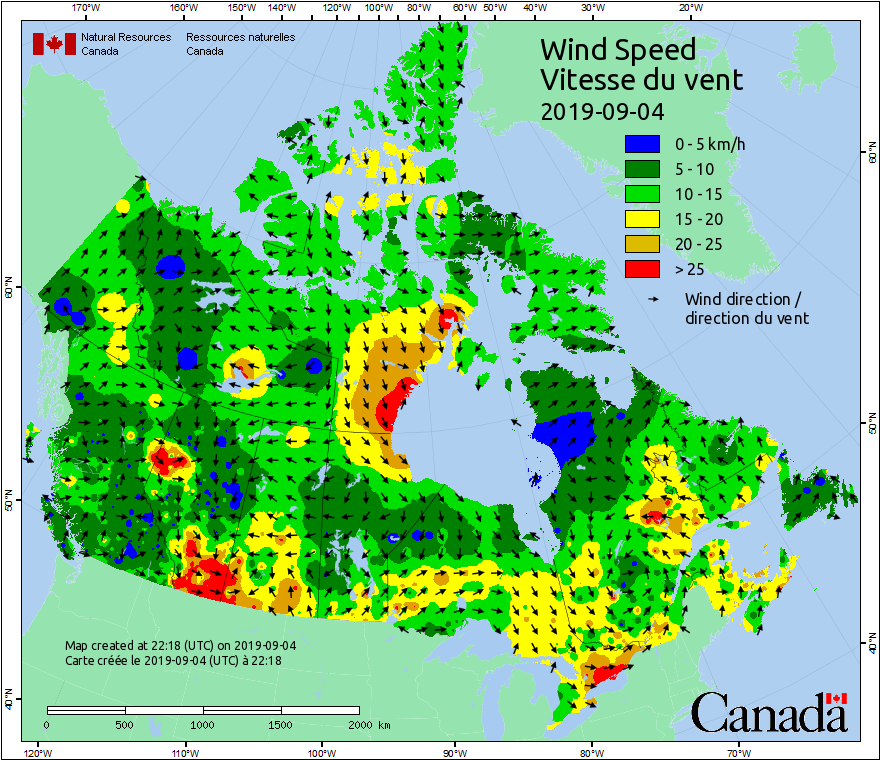 170°W 160°W 150°W 140°W 130°W 120°W 110°W 100°W 90°W 80°W 70°W 60°W 50°W 40°W 30°W 20°W
Natural Resources Ressources naturelles
Canada Canada
Wind Speed
Vitesse du vent
2019-09-04
0 - 5 km/h
5 - 10
10 - 15
15 - 20
20 - 25
> 25
Wind direction /
direction du vent
60°N
60°N
50°N
50°N
40°N
40°N
Map created at 22:18 (UTC) on 2019-09-04
Carte créée le 2019-09-04 (UTC) à 22:18
0 500 1000 1500 2000 km
Canada
120°W 110°W 100°W 90°W 80°W 70°W